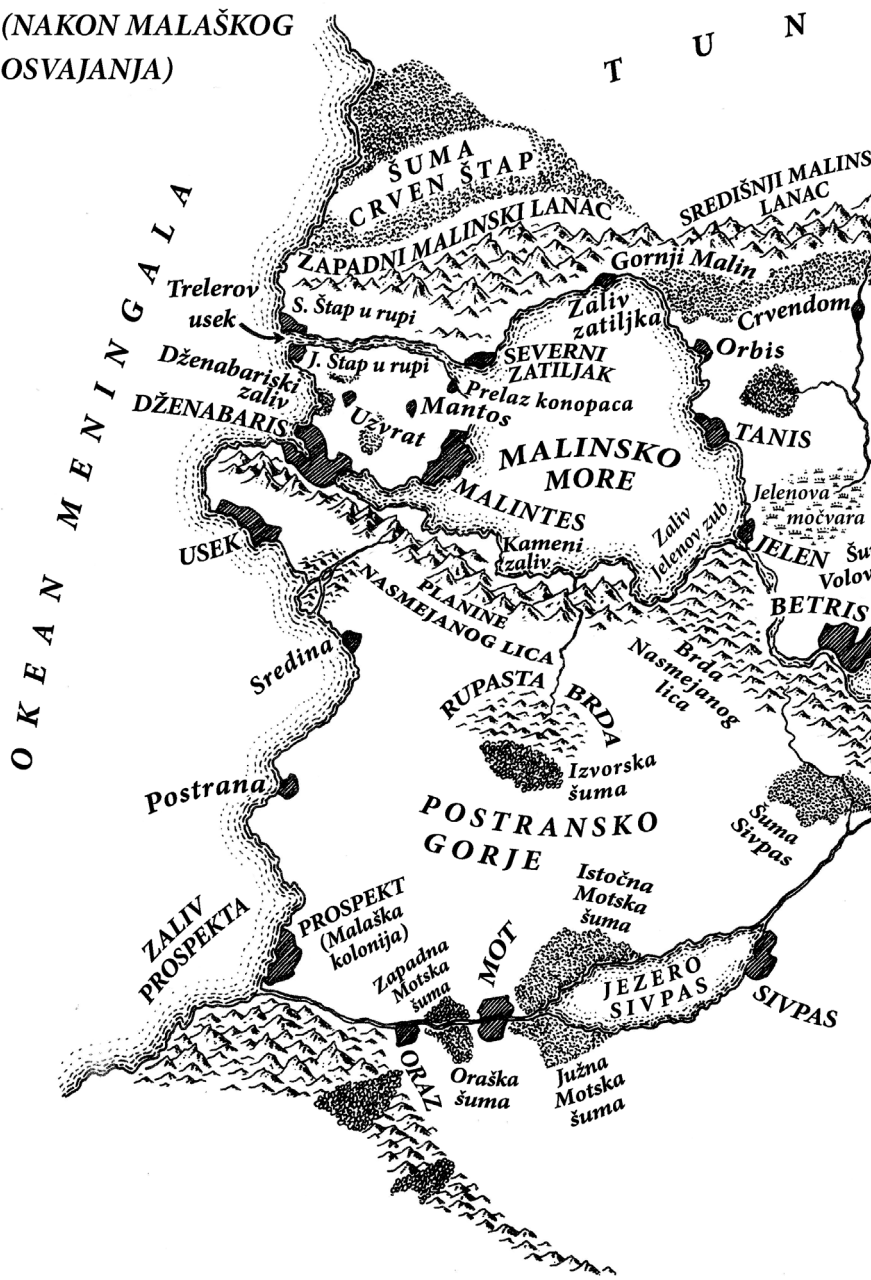 (NAKON MALAŠKOG
OSVAJANJA)
T U N
ŠUMA
CRVEN ŠTAP
SREDIŠNJI MALINS
LANAC
ZAPADNI MALINSKI LANAC
Gornji Malin
Trelerov
usek
S. Štap u rupi
Zaliv
zatiljka
Crvendom
J. Štap u rupi
SEVERNI
ZATILJAK
Orbis
Dženabariski
zaliv
Prelaz konopaca
DŽENABARIS
Užvrat
Mantos
TANIS
MALINSKO
MORE
OKEAN MENINGALA
MALINTES
Jelenova
močvara
Zaliv
Jelenov zub
USEK
Kameni
zaliv
JELEN
Šu
Volov
PLANINE
NASMEJANOG LICA
BETRIS
Sredina
Brda
Nasmejanog
lica
RUPASTA
BRDA
Izvorska
šuma
Postrana
POSTRANSKO
GORJE
Šuma
Sivpas
Istočna
Motska
šuma
ZALIV
PROSPEKTA
PROSPEKT
(Malaška
kolonija)
Zapadna
Motska
šuma
MOT
JEZERO
SIVPAS
SIVPAS
ORAZ
Oraška
šuma
Južna
Motska
šuma